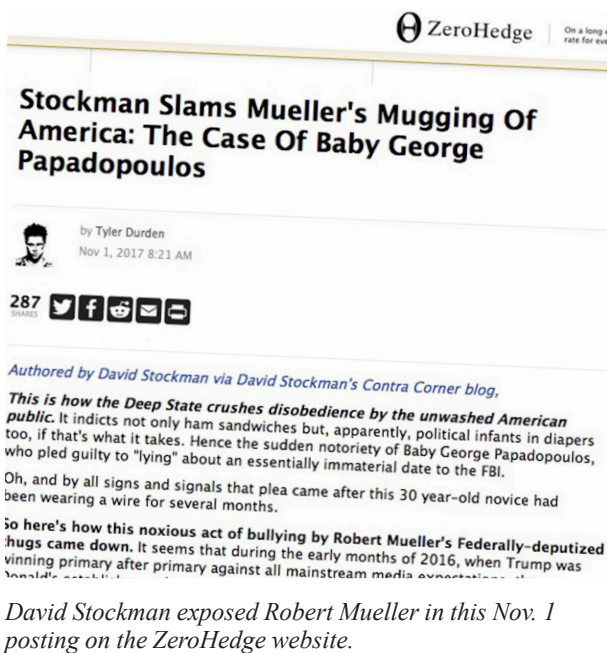 ZeroHedge
On a long
rate for eve
Stockman Slams Mueller's Mugging Of
America: The Case Of Baby George
Papadopoulos
by Tyler Durden
Nov 1, 2017 8:21 AM
287
SHARES
Authored by David Stockman via David Stockman's Contra Corner blog,
This is how the Deep State crushes disobedience by the unwashed American
public. It indicts not only ham sandwiches but, apparently, political infants in diapers
too, if that's what it takes. Hence the sudden notoriety of Baby George Papadopoulos,
who pled guilty to "lying" about an essentially immaterial date to the FBI.
Oh, and by all signs and signals that plea came after this 30 year-old novice had
been wearing a wire for several months.
So here's how this noxious act of bullying by Robert Mueller's Federally-deputized
thugs came down. It seems that during the early months of 2016, when Trump was
winning primary after primary against all mainstream media expectations,
Donald's
David Stockman exposed Robert Mueller in this Nov. 1
posting on the ZeroHedge website.